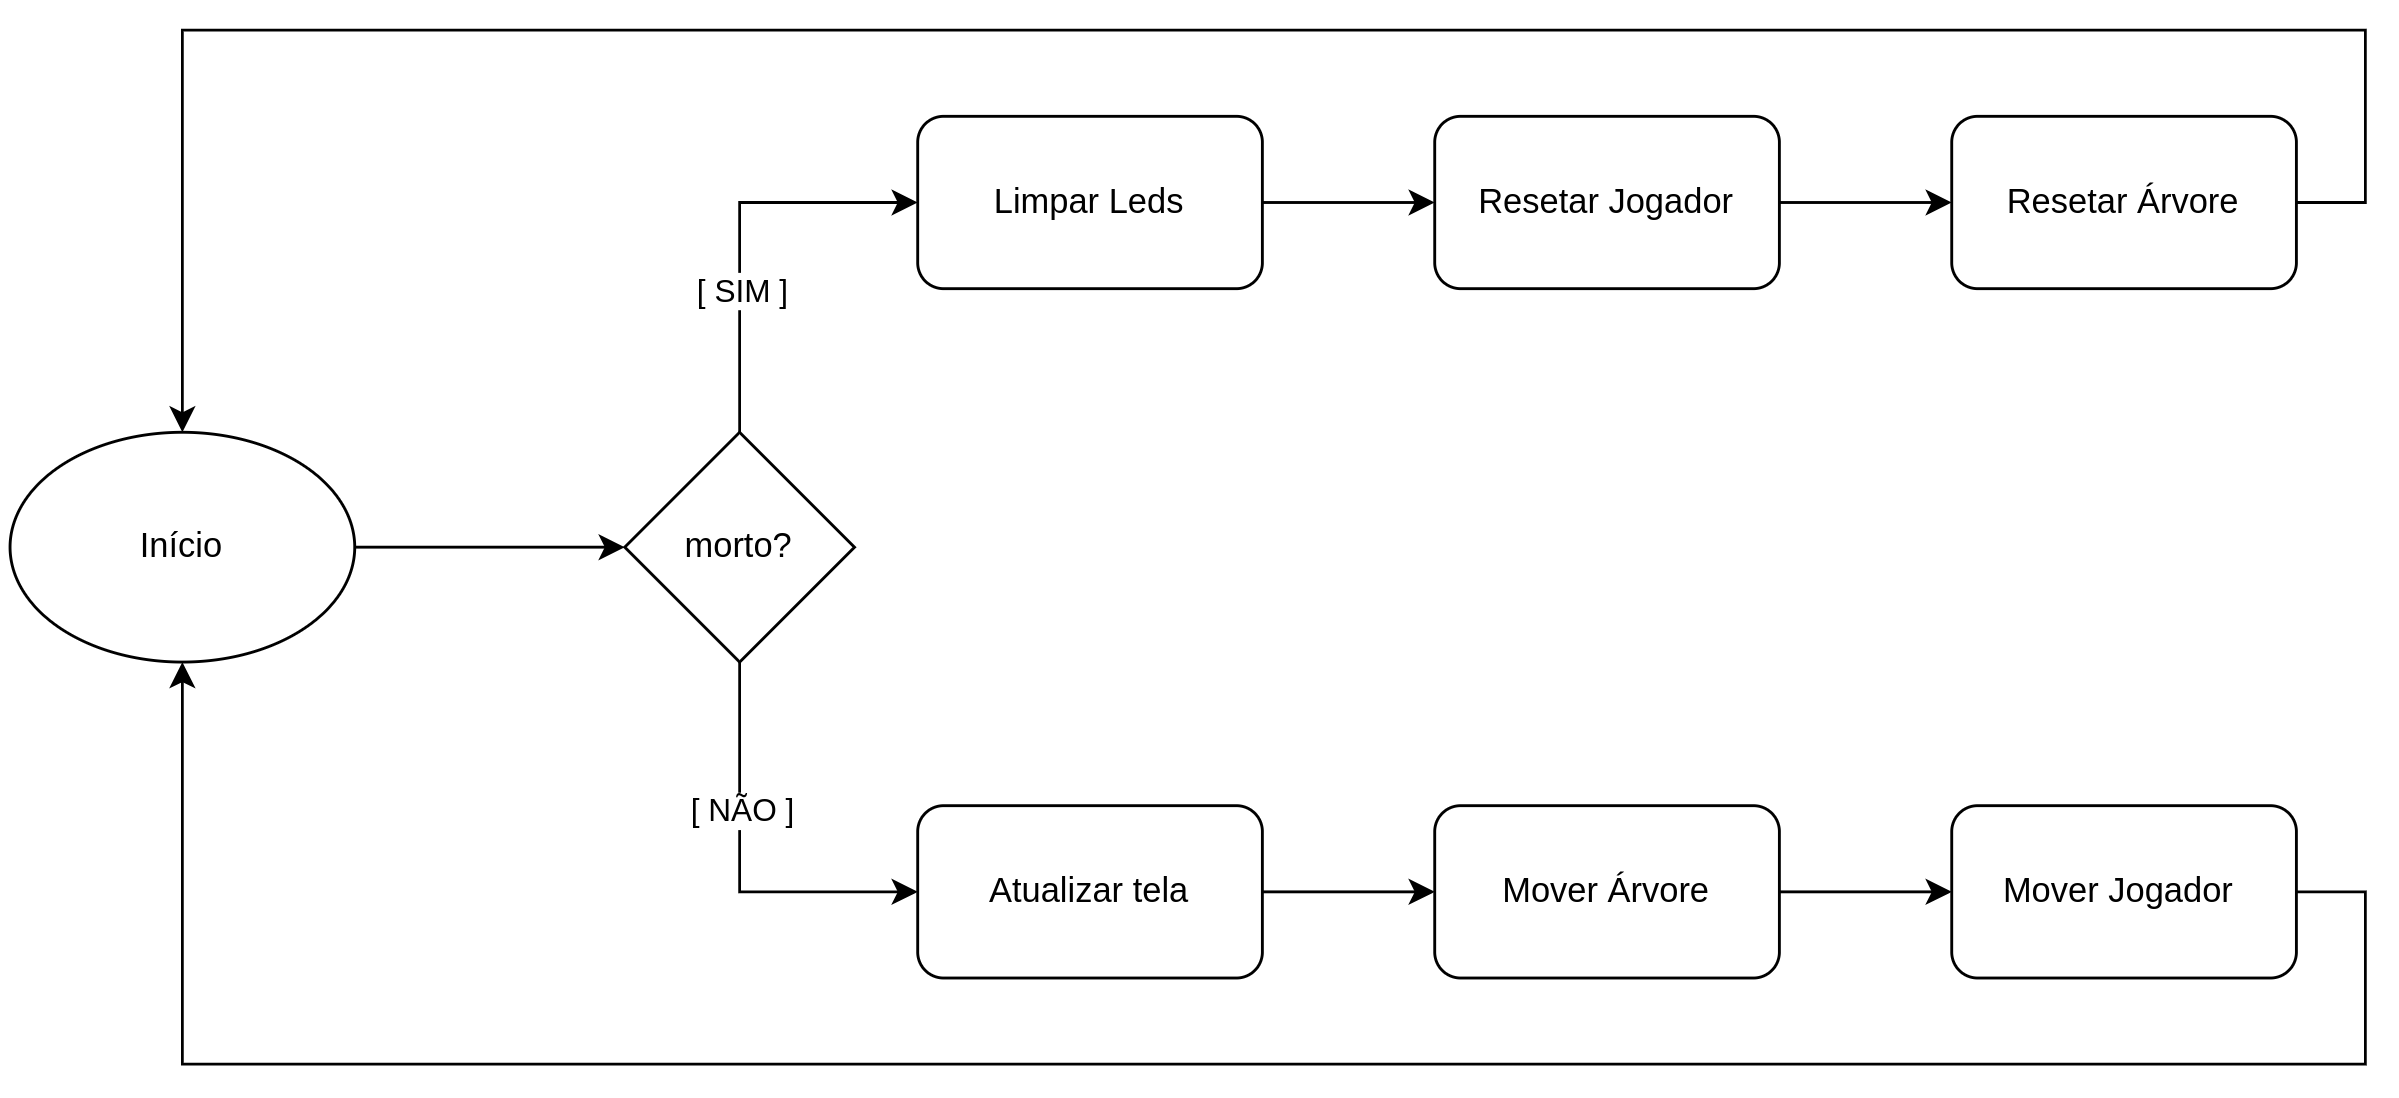 Limpar Leds
Resetar Jogador
Resetar Árvore
[ SIM ]
Início
morto?
[ NÃO ]
Atualizar tela
Mover Árvore
Mover Jogador